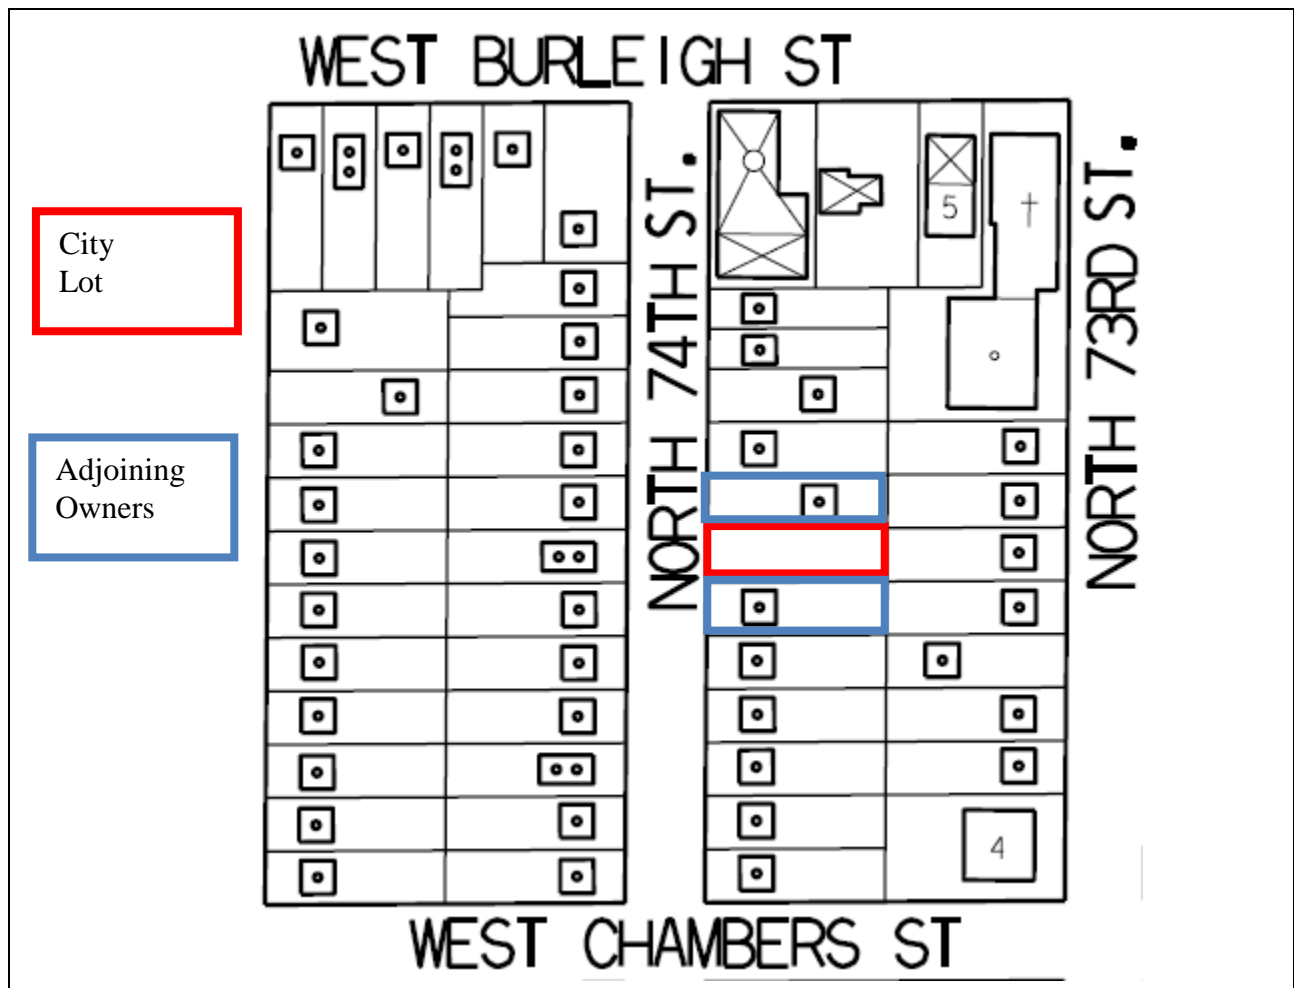 WEST BURLEIGH ST
City
Lot
Adjoining
Owners
NORTH 74TH ST.
5
NORTH 73RD ST.
4
WEST CHAMBERS ST